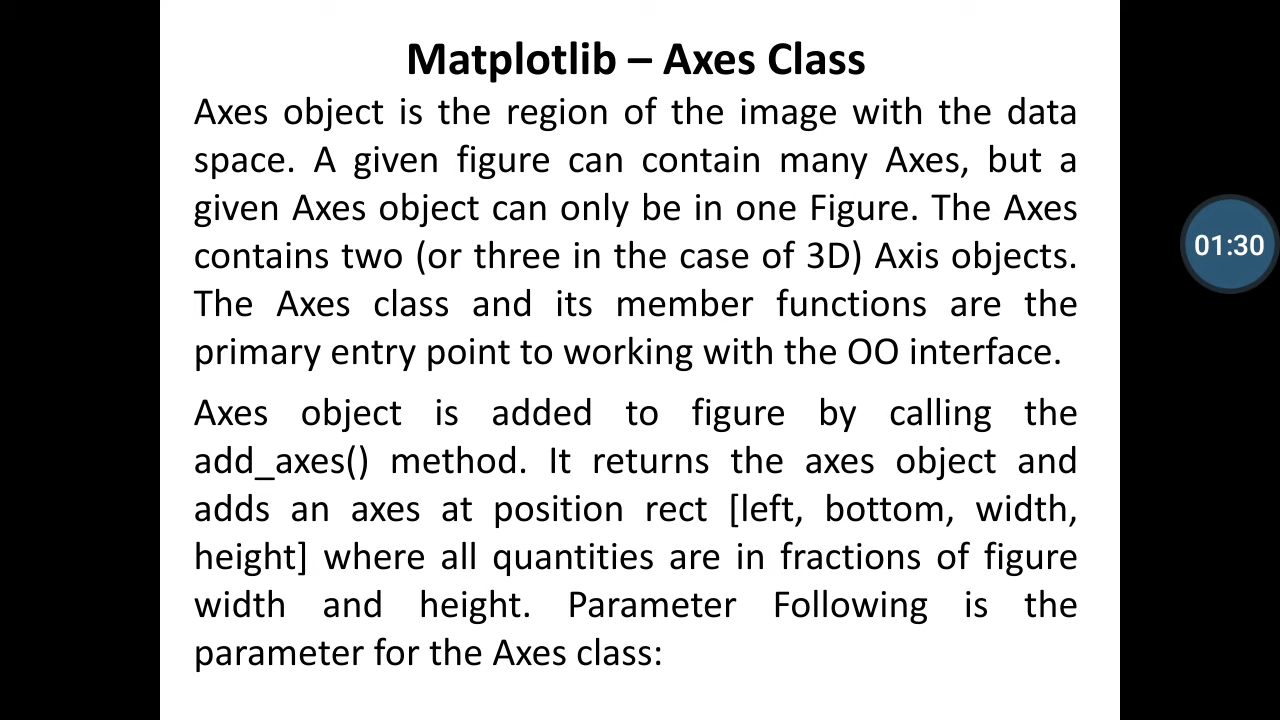 Matplotlib – Axes Class
Axes object is the region of the image with the data
space. A given figure can contain many Axes, but a
given Axes object can only be in one Figure. The Axes
contains two (or three in the case of 3D) Axis objects.
The Axes class and its member functions are the
primary entry point to working with the OO interface.
Axes object is added to figure by calling the
add_axes() method. It returns the axes object and
adds an axes at position rect [left, bottom, width,
height] where all quantities are in fractions of figure
width and height. Parameter Following is the
parameter for the Axes class:
01:30